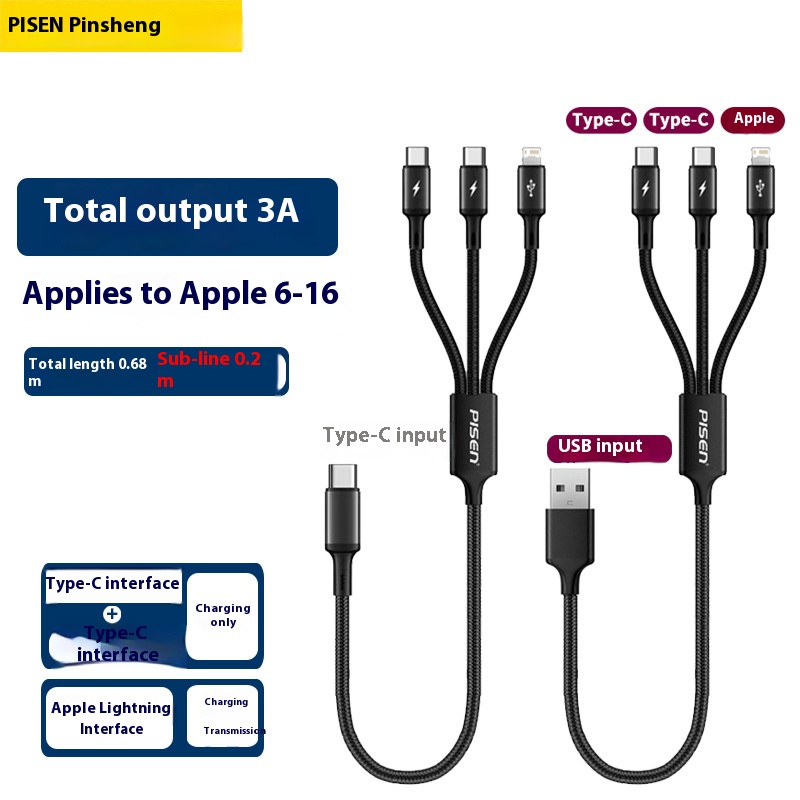 PISEN Pinsheng
Type-C Type-C Apple
Total output 3A
Applies to Apple 6-16
Total length 0.68
m
Sub-line 0.2
m
PISEN
PISEN
Type-C input
USB input
Type-C interface
+
Type-C
interface
Charging
only
Apple Lightning
Interface
Charging
Transmission